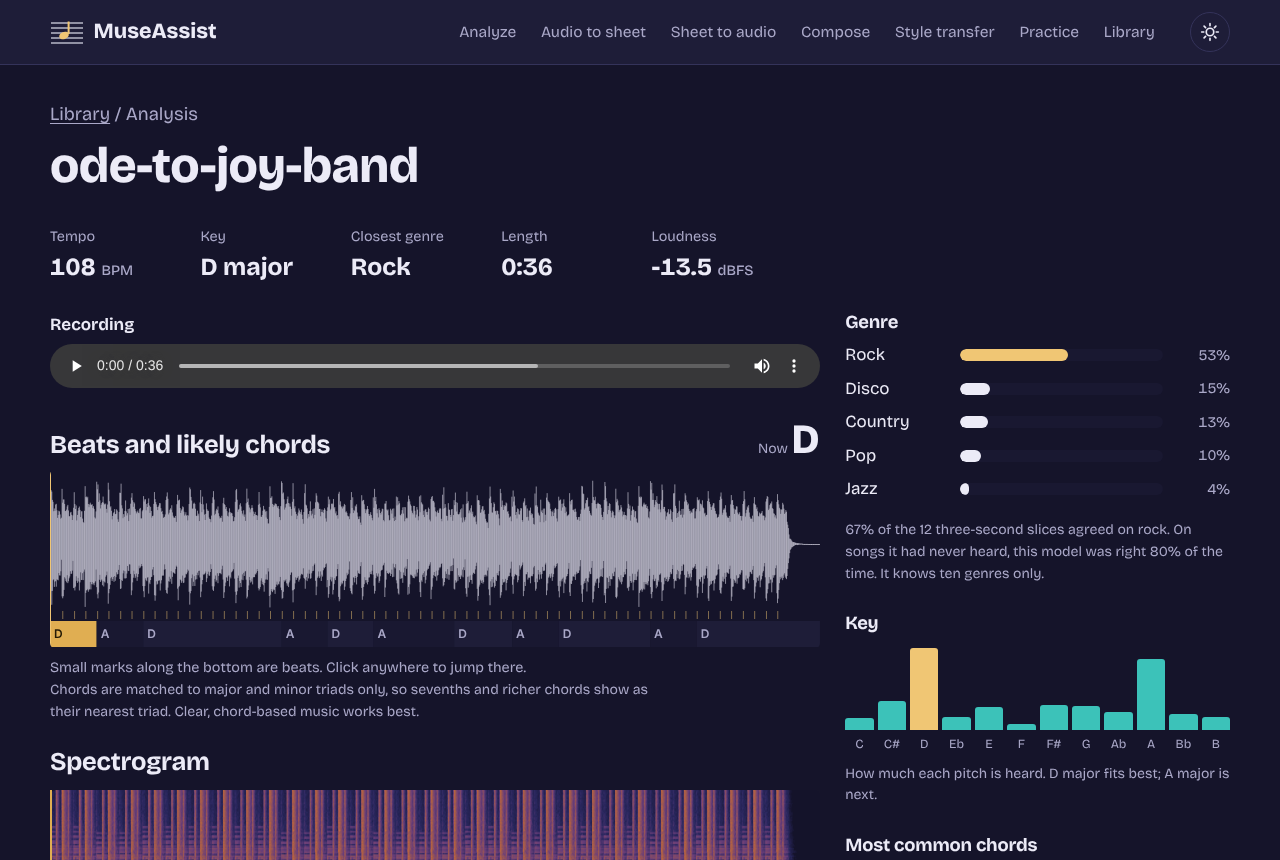 MuseAssist
Analyze Audio to sheet Sheet to audio Compose Style transfer Practice Library
Library / Analysis
ode-to-joy-band
Tempo Key Closest genre Length Loudness
108 BPM D major Rock 0:36 -13.5 dBFS
Recording
0:00 / 0:36
Beats and likely chords
Now D
D A D A D A D A D A D
Small marks along the bottom are beats. Click anywhere to jump there.
Chords are matched to major and minor triads only, so sevenths and richer chords show as
their nearest triad. Clear, chord-based music works best.
Spectrogram
Genre
Rock 53%
Disco 15%
Country 13%
Pop 10%
Jazz 4%
67% of the 12 three-second slices agreed on rock. On
songs it had never heard, this model was right 80% of the
time. It knows ten genres only.
Key
C C# D Eb E F F# G Ab A Bb B
How much each pitch is heard. D major fits best; A major is
next.
Most common chords